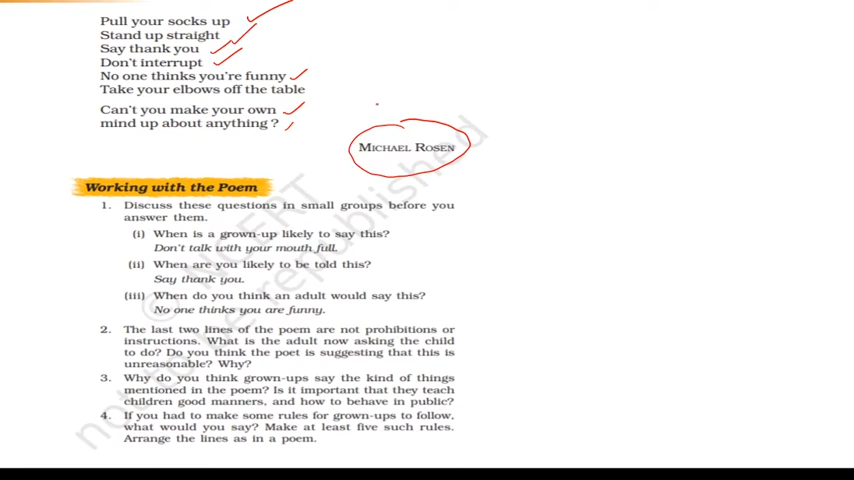 Pull your socks up
Stand up straight
Say thank you
Don't interrupt
No one thinks you're funny
Take your elbows off the table
Can't you make your own
mind up about anything ?
MICHAEL ROSEN
Working with the Poem
1. Discuss these questions in small groups before you
answer them.
(i) When is a grown-up likely to say this?
Don't talk with your mouth full.
(ii) When are you likely to be told this?
Say thank you.
(iii) When do you think an adult would say this?
No one thinks you are funny.
2. The last two lines of the poem are not prohibitions or
instructions. What is the adult now asking the child
to do? Do you think the poet is suggesting that this is
unreasonable? Why?
3. Why do you think grown-ups say the kind of things
mentioned in the poem? Is it important that they teach
children good manners, and how to behave in public?
4. If you had to make some rules for grown-ups to follow,
what would you say? Make at least five such rules.
Arrange the lines as in a poem.
© NCERT
not to be republished